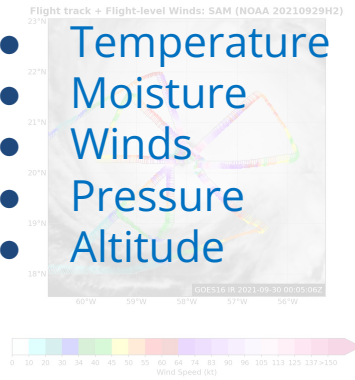 Flight track + Flight-level Winds: SAM (NOAA 20210929H2)
23°N
• Temperature
22°N
• Moisture
21°N
• Winds
20°N
• Pressure
19°N
• Altitude
18°N
GOES16 IR 2021-09-30 00:05:06Z
60°W 59°W 58°W 57°W 56°W
0 10 20 30 34 40 45 50 55 60 64 74 83 90 96 105 113 125 137 >150
Wind Speed (kt)